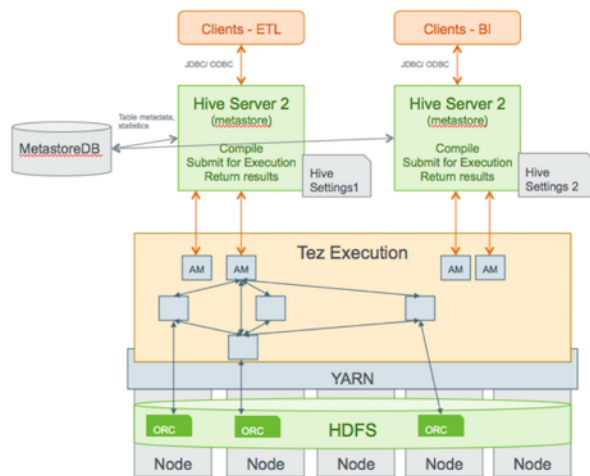 Clients - ETL
Clients - BI
JDBC/ ODBC
JDBC/ ODBC
Table metadata,
statistics
MetastoreDB
Hive Server 2
(metastore)
Compile
Submit for Execution
Return results
Hive
Settings1
Hive Server 2
(metastore)
Compile
Submit for Execution
Return results
Hive
Settings 2
Tez Execution
AM
AM
AM
AM
YARN
ORC
ORC
HDFS
ORC
Node
Node
Node
Node
Node